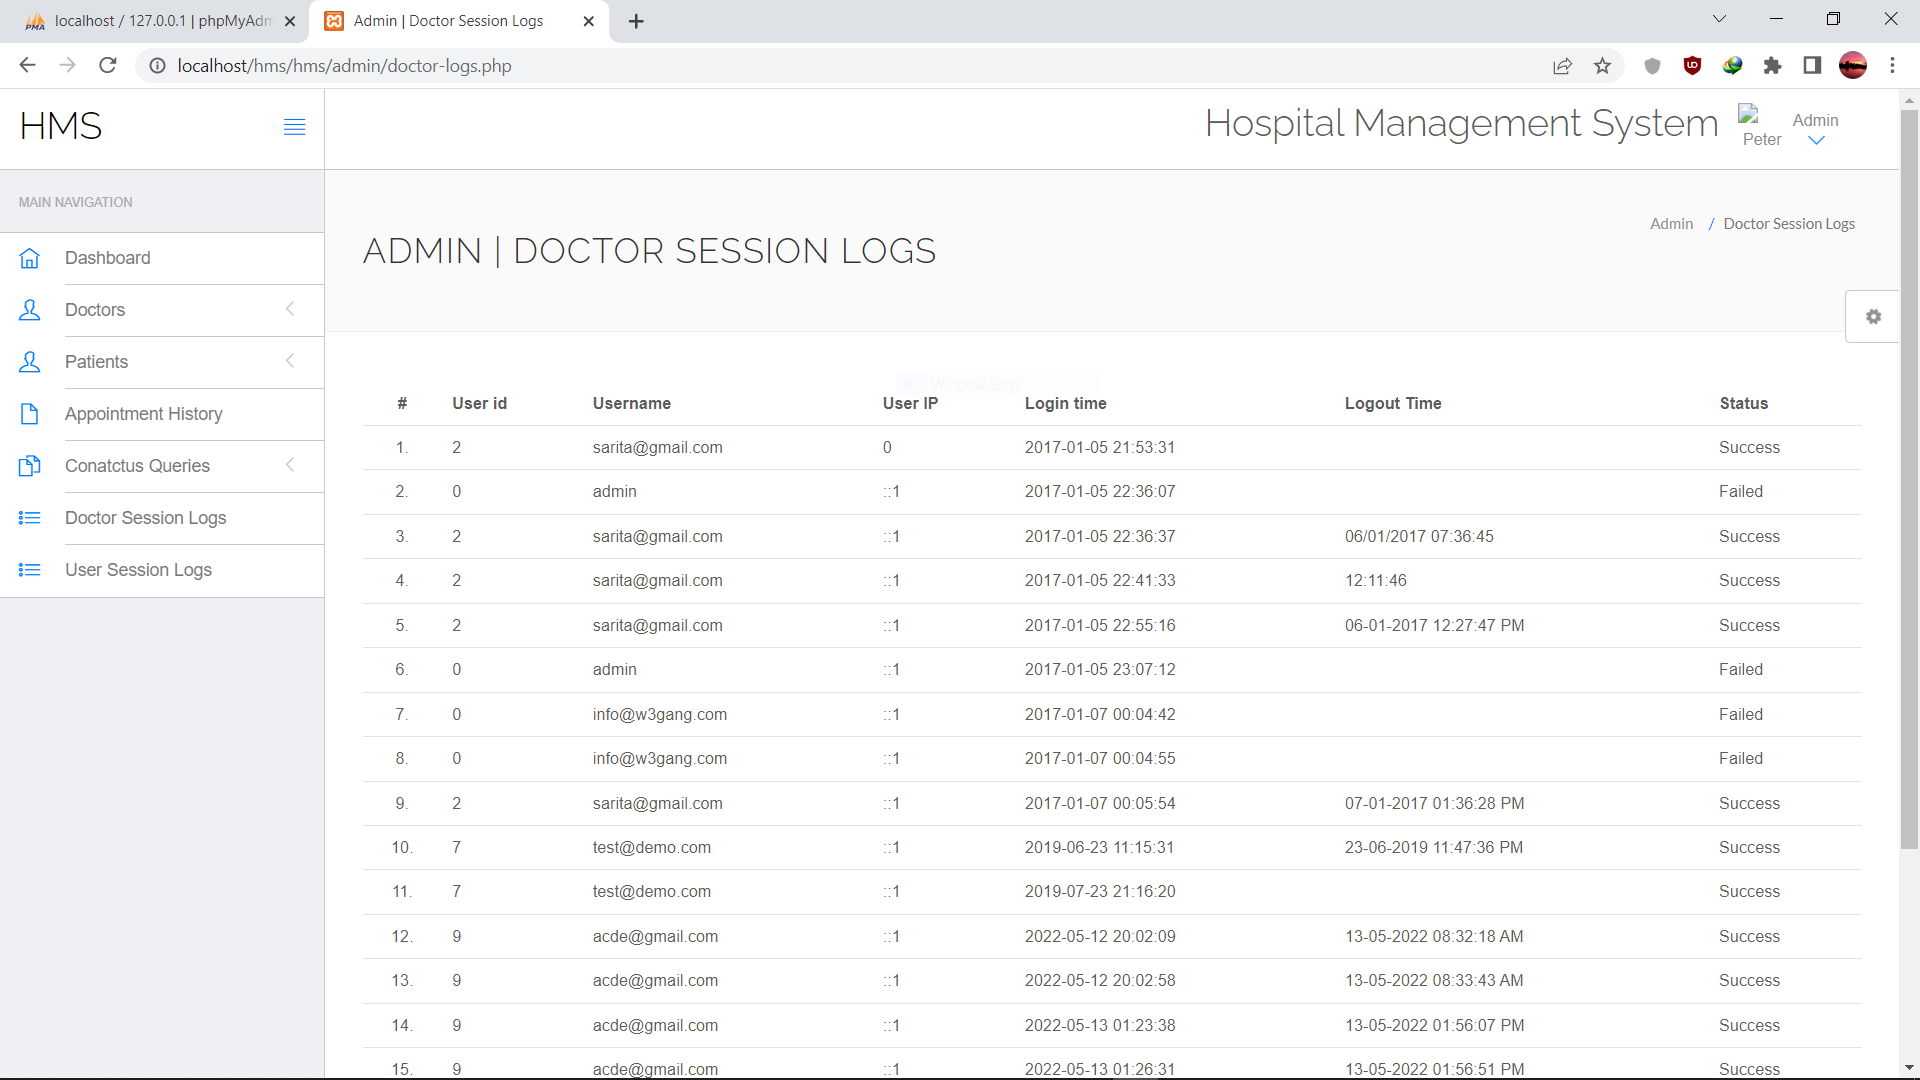 localhost / 127.0.0.1 | phpMyAdm
Admin | Doctor Session Logs
localhost/hms/hms/admin/doctor-logs.php
HMS
Hospital Management System
Peter
Admin
MAIN NAVIGATION
Dashboard
Doctors
Patients
Appointment History
Conatctus Queries
Doctor Session Logs
User Session Logs
ADMIN | DOCTOR SESSION LOGS
Admin / Doctor Session Logs
Window Snip
# User id Username User IP Login time Logout Time Status
1. 2 sarita@gmail.com 0 2017-01-05 21:53:31 Success
2. 0 admin ::1 2017-01-05 22:36:07 Failed
3. 2 sarita@gmail.com ::1 2017-01-05 22:36:37 06/01/2017 07:36:45 Success
4. 2 sarita@gmail.com ::1 2017-01-05 22:41:33 12:11:46 Success
5. 2 sarita@gmail.com ::1 2017-01-05 22:55:16 06-01-2017 12:27:47 PM Success
6. 0 admin ::1 2017-01-05 23:07:12 Failed
7. 0 info@w3gang.com ::1 2017-01-07 00:04:42 Failed
8. 0 info@w3gang.com ::1 2017-01-07 00:04:55 Failed
9. 2 sarita@gmail.com ::1 2017-01-07 00:05:54 07-01-2017 01:36:28 PM Success
10. 7 test@demo.com ::1 2019-06-23 11:15:31 23-06-2019 11:47:36 PM Success
11. 7 test@demo.com ::1 2019-07-23 21:16:20 Success
12. 9 acde@gmail.com ::1 2022-05-12 20:02:09 13-05-2022 08:32:18 AM Success
13. 9 acde@gmail.com ::1 2022-05-12 20:02:58 13-05-2022 08:33:43 AM Success
14. 9 acde@gmail.com ::1 2022-05-13 01:23:38 13-05-2022 01:56:07 PM Success
15. 9 acde@gmail.com ::1 2022-05-13 01:26:31 13-05-2022 01:56:51 PM Success